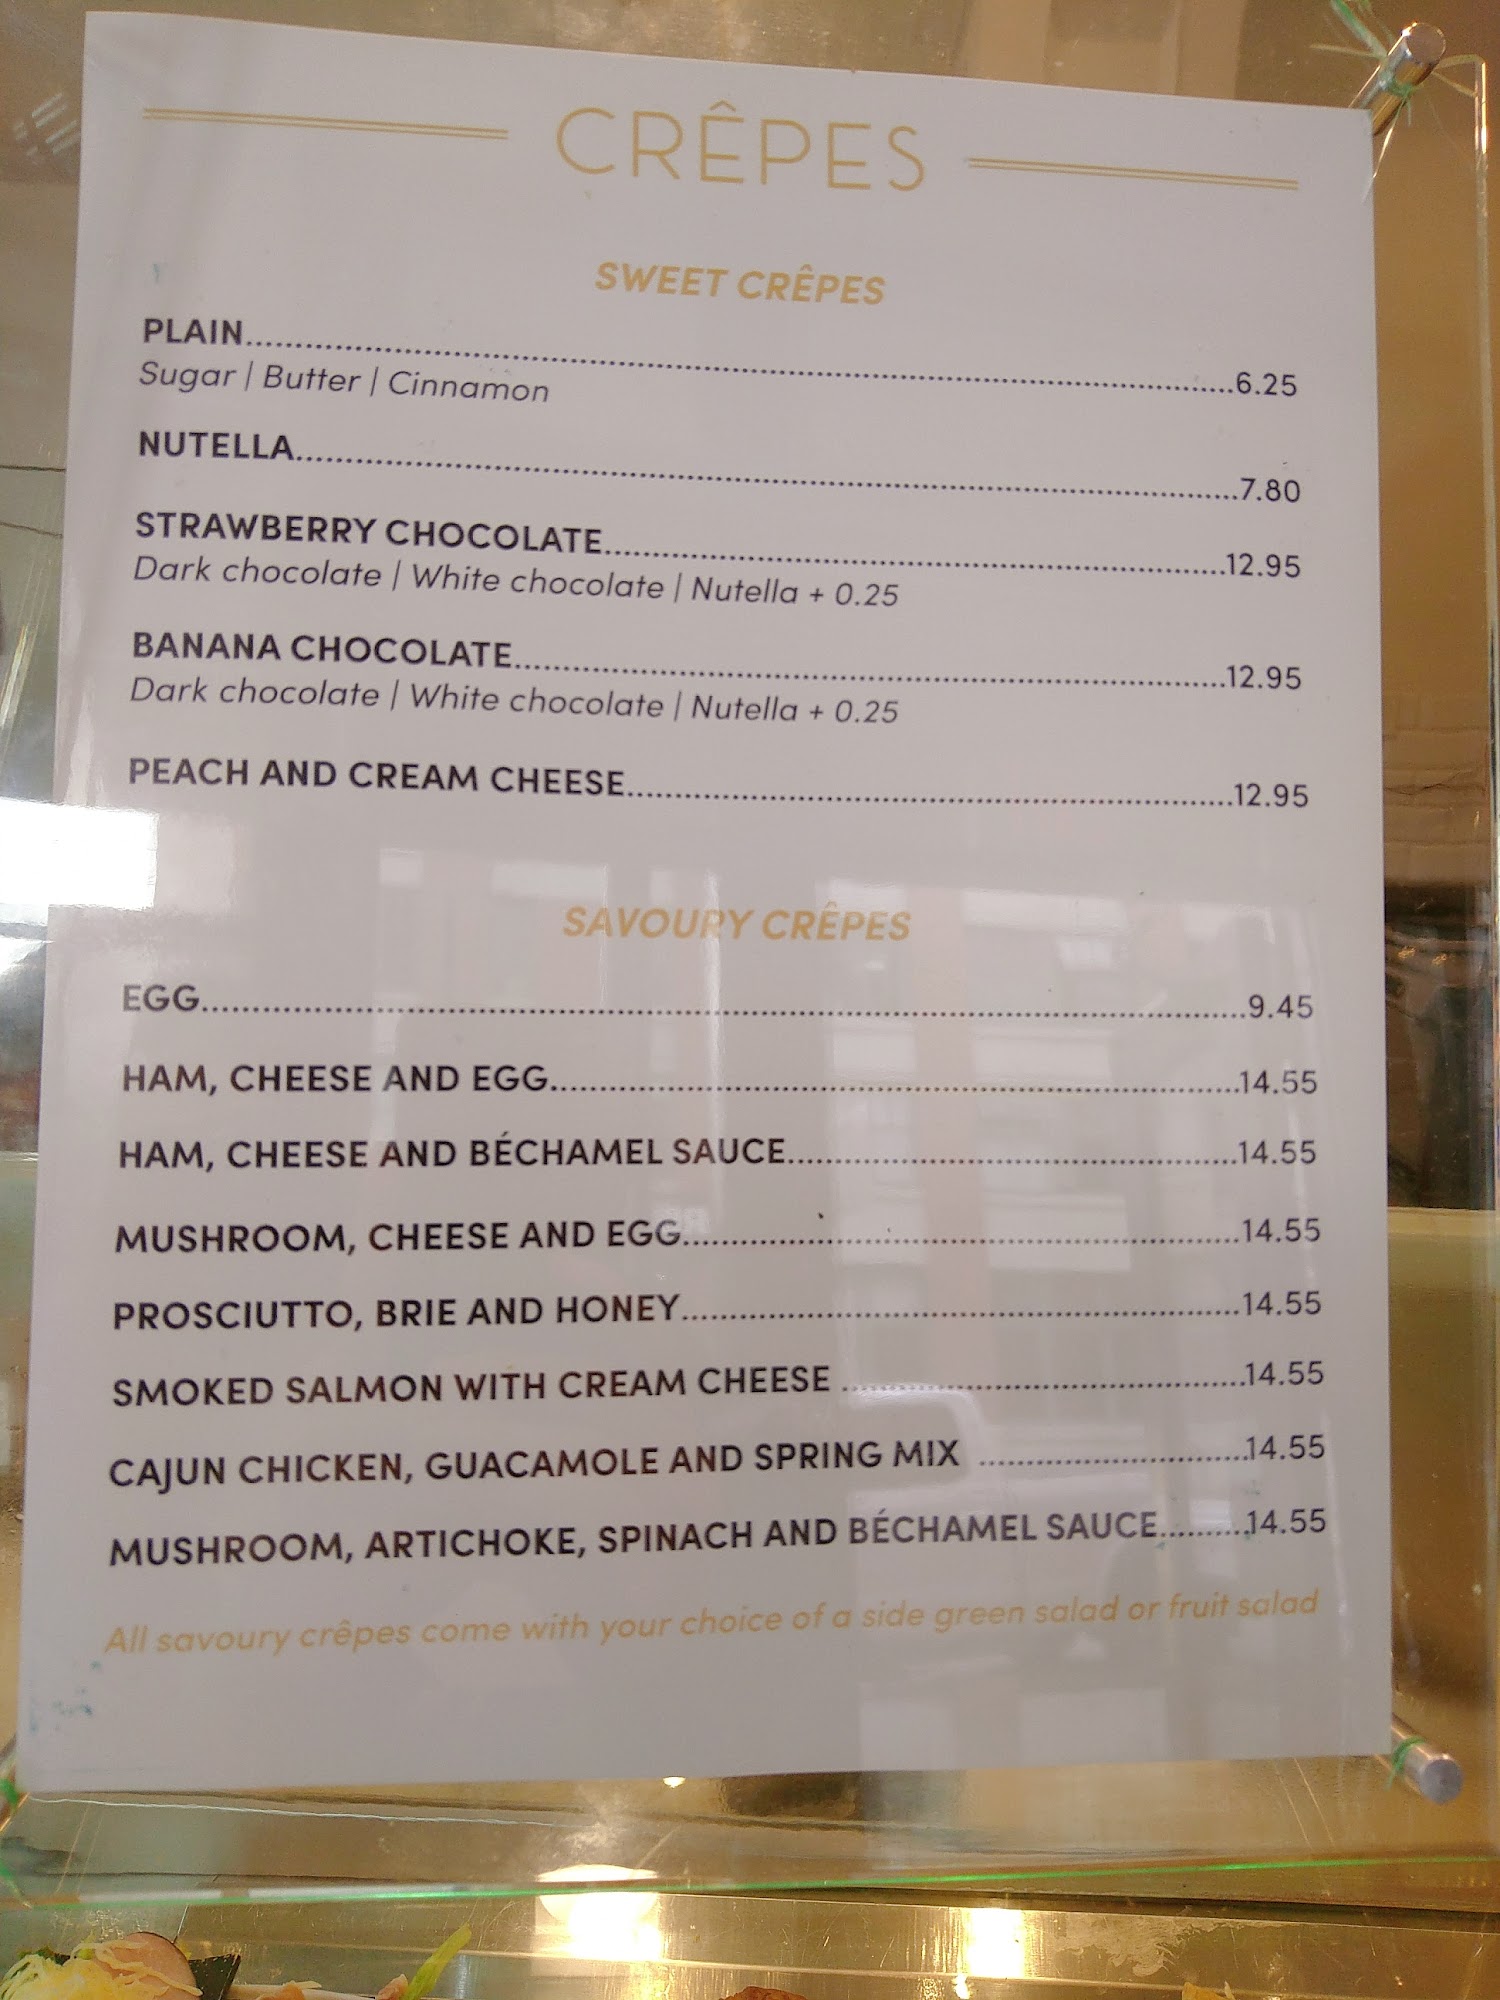 CRÊPES
SWEET CRÊPES
PLAIN........6.25
Sugar | Butter | Cinnamon
NUTELLA........7.80
STRAWBERRY CHOCOLATE........12.95
Dark chocolate | White chocolate | Nutella + 0.25
BANANA CHOCOLATE........12.95
Dark chocolate | White chocolate | Nutella + 0.25
PEACH AND CREAM CHEESE........12.95
SAVOURY CRÊPES
EGG........9.45
HAM, CHEESE AND EGG........14.55
HAM, CHEESE AND BÉCHAMEL SAUCE........14.55
MUSHROOM, CHEESE AND EGG........14.55
PROSCIUTTO, BRIE AND HONEY........14.55
SMOKED SALMON WITH CREAM CHEESE ........14.55
CAJUN CHICKEN, GUACAMOLE AND SPRING MIX ........14.55
MUSHROOM, ARTICHOKE, SPINACH AND BÉCHAMEL SAUCE........14.55
All savoury crêpes come with your choice of a side green salad or fruit salad